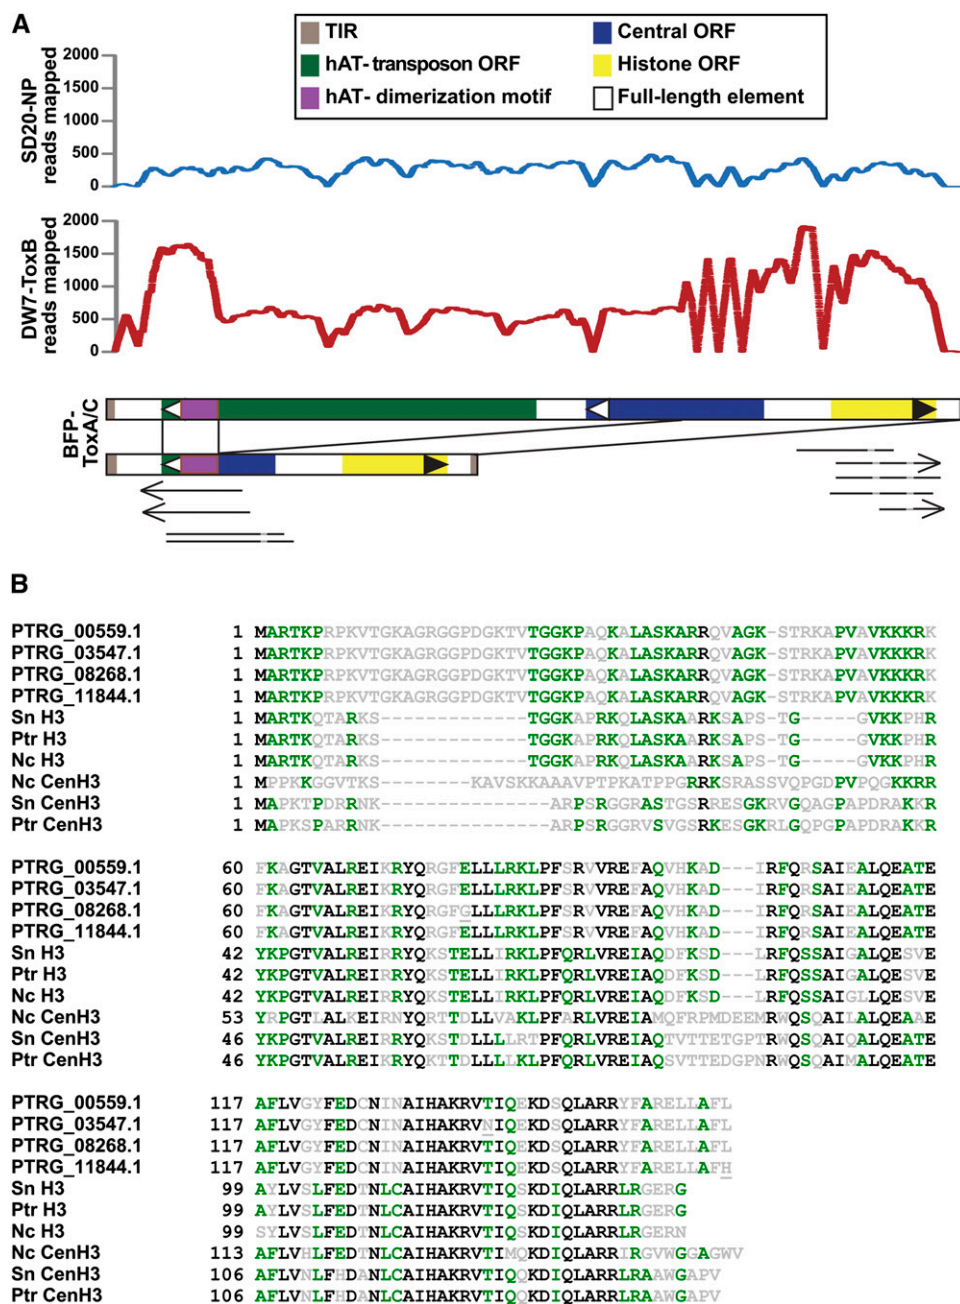 A
TIR
hAT- transposon ORF
hAT- dimerization motif
Central ORF
Histone ORF
Full-length element
SD20-NP
reads mapped
2000
1500
1000
500
0
DW7-ToxB
reads mapped
2000
1500
1000
500
0
BFP-
ToxA/C
B
PTRG_00559.1 1 MARTKPRPKVTGKAGRGGPDGKTVTGGKPAQKALASKARRQVAGK-STRKAPVAVKKKRK
PTRG_03547.1 1 MARTKPRPKVTGKAGRGGPDGKTVTGGKPAQKALASKARRQVAGK-STRKAPVAVKKKRK
PTRG_08268.1 1 MARTKPRPKVTGKAGRGGPDGKTVTGGKPAQKALASKARRQVAGK-STRKAPVAVKKKRK
PTRG_11844.1 1 MARTKPRPKVTGKAGRGGPDGKTVTGGKPAQKALASKARRQVAGK-STRKAPVAVKKKRK
Sn H3 1 MARTKQTARKS-------------TGGKAPRKQLASKAARKSAPS-TG-----GVKKPHR
Ptr H3 1 MARTKQTARKS-------------TGGKAPRKQLASKAARKSAPS-TG-----GVKKPHR
Nc H3 1 MARTKQTARKS-------------TGGKAPRKQLASKAARKSAPS-TG-----GVKKPHR
Nc CenH3 1 MPPKKGGVTKS--------KAVSKKAAAVPTPKATPPGRRKSRASSVQPGDPVPQGKKRR
Sn CenH3 1 MAPKTPDRRNK---------------ARPSRGGRASTGSRRESGKRVGQAGPAPDRAKKR
Ptr CenH3 1 MAPKSPARRNK---------------ARPSRGGRVSVGSRKESGKRLGQPGPAPDRAKKR
PTRG_00559.1 60 FKAGTVALREIKRYQRGFELLLRKLPFSRVVREFAQVHKAD---IRFQRSAIEALQEATE
PTRG_03547.1 60 FKAGTVALREIKRYQRGFELLLRKLPFSRVVREFAQVHKAD---IRFQRSAIEALQEATE
PTRG_08268.1 60 FKAGTVALREIKRYQRGFGLLLRKLPFSRVVREFAQVHKAD---IRFQRSAIEALQEATE
PTRG_11844.1 60 FKAGTVALREIKRYQRGFELLLRKLPFSRVVREFAQVHKAD---IRFQRSAIEALQEATE
Sn H3 42 YKPGTVALREIRRYQKSTELLIRKLPFQRLVREIAQDFKSD---LRFQSSAIGALQESVE
Ptr H3 42 YKPGTVALREIRRYQKSTELLIRKLPFQRLVREIAQDFKSD---LRFQSSAIGALQESVE
Nc H3 42 YKPGTVALREIRRYQKSTELLIRKLPFQRLVREIAQDFKSD---LRFQSSAIGLLQESVE
Nc CenH3 53 YRPGTLALKEIRNYQRTTDLLVAKLPFARLVREIAMQFRPMDEEMRWQSQAILALQEAAE
Sn CenH3 46 YKPGTVALREIRRYQKSTDLLLLRTPFQRLVREIAQTVTTETGPTRWQSQAIQALQEATE
Ptr CenH3 46 YKPGTVALREIRRYQKTTDLLLLKLPFQRLVREIAQSVTTEDGPNRWQSQAIMALQEATE
PTRG_00559.1 117 AFLVGYFEDCNINAIHAKRVTIQEKDSQLARRYFARELLAFL
PTRG_03547.1 117 AFLVGYFEDCNINAIHAKRVNIQEKDSQLARRYFARELLAFL
PTRG_08268.1 117 AFLVGYFEDCNINAIHAKRVTIQEKDSQLARRYFARELLAFL
PTRG_11844.1 117 AFLVGYFEDCNINAIHAKRVTIQEKDSQLARRYFARELLAFH
Sn H3 99 AYLVSLFEDTNLCAIHAKRVTIQSKDIQLARRLRGERG
Ptr H3 99 AYLVSLFEDTNLCAIHAKRVTIQSKDIQLARRLRGERG
Nc H3 99 SYLVSLFEDTNLCAIHAKRVTIQSKDIQLARRLRGERN
Nc CenH3 113 AFLVHLFEDTNLCAIHAKRVTIMQKDIQLARRIRGVWGGAGWV
Sn CenH3 106 AFLVNLFHDANLCAIHAKRVTIQQKDIQLARRLRAAWGAPV
Ptr CenH3 106 AFLVNLFHDANLCAIHAKRVTIQQKDIQLARRLRAAWGAPV